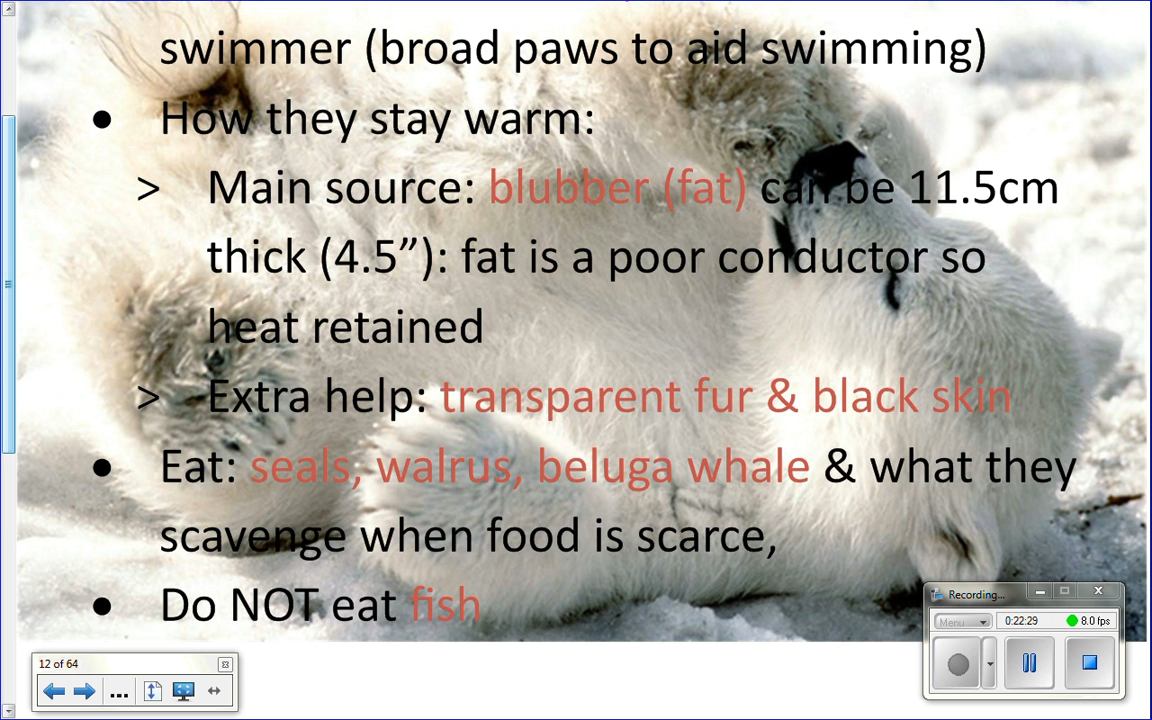 swimmer (broad paws to aid swimming)
● How they stay warm:
> Main source: blubber (fat) can be 11.5cm
thick (4.5”): fat is a poor conductor so
heat retained
> Extra help: transparent fur & black skin
● Eat: seals, walrus, beluga whale & what they
scavenge when food is scarce,
● Do NOT eat fish
Recording...
Menu 0:22:29 8.0 fps
12 of 64
...